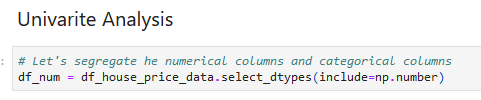 Univarite Analysis
# Let's segregate he numerical columns and categorical columns
df_num = df_house_price_data.select_dtypes(include=np.number)